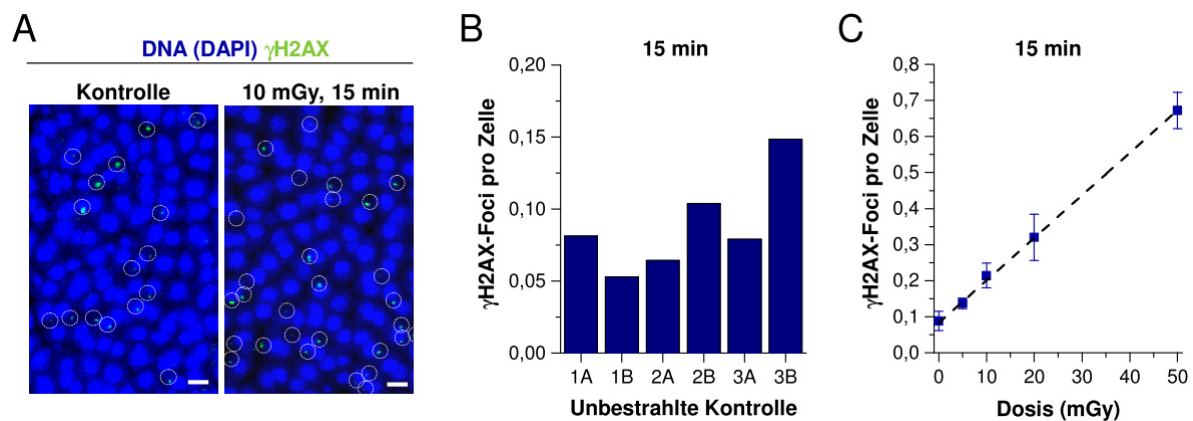 A
DNA (DAPI) γH2AX
Kontrolle
10 mGy, 15 min
B
15 min
γH2AX-Foci pro Zelle
0,20
0,15
0,10
0,05
0,00
1A 1B 2A 2B 3A 3B
Unbestrahlte Kontrolle
C
15 min
γH2AX-Foci pro Zelle
0,8
0,7
0,6
0,5
0,4
0,3
0,2
0,1
0,0
0 10 20 30 40 50
Dosis (mGy)